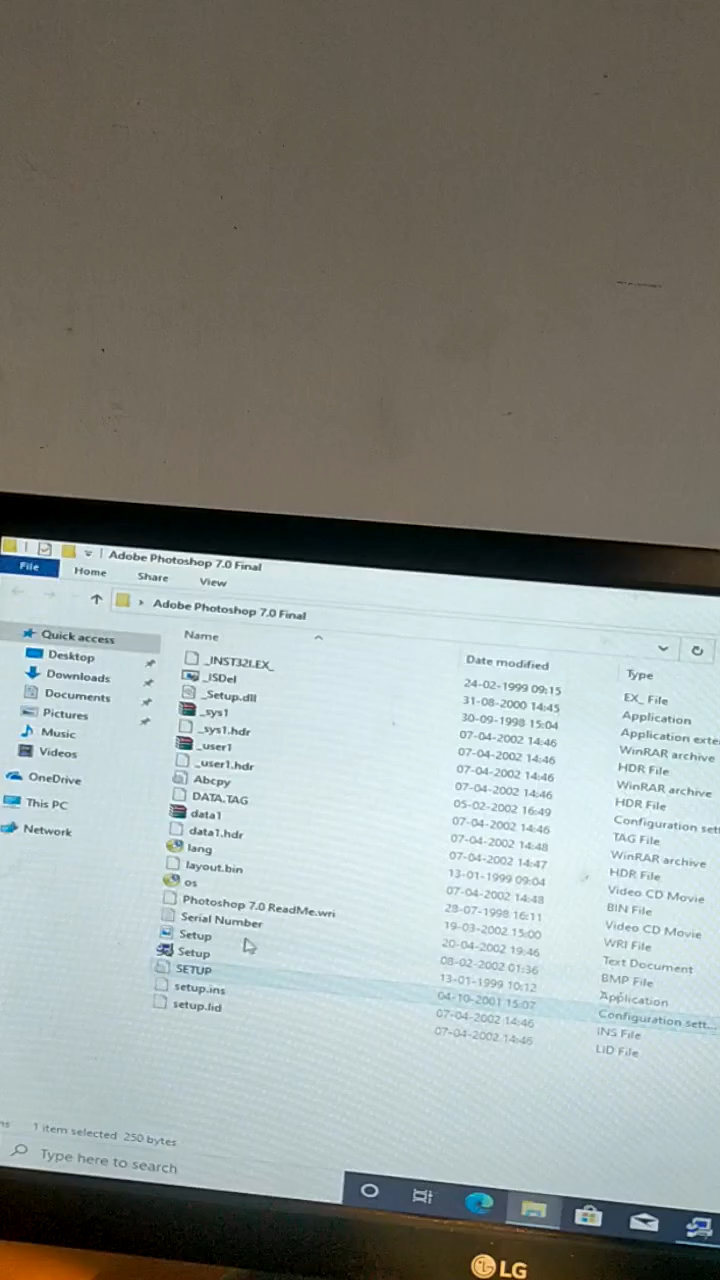 Adobe Photoshop 7.0 Final
File Home Share View
Adobe Photoshop 7.0 Final
Quick access
Desktop
Downloads
Documents
Pictures
Music
Videos
OneDrive
This PC
Network
Name
_INST32I.EX_
_ISDel
_Setup.dll
_sys1
_sys1.hdr
_user1
_user1.hdr
Abcpy
DATA.TAG
data1
data1.hdr
lang
layout.bin
os
Photoshop 7.0 ReadMe.wri
Serial Number
Setup
Setup
SETUP
setup.ins
setup.lid
Date modified
24-02-1999 09:15
31-08-2000 14:45
30-09-1998 15:04
07-04-2002 14:46
07-04-2002 14:46
07-04-2002 14:46
07-04-2002 14:46
05-02-2002 16:49
07-04-2002 14:46
07-04-2002 14:48
07-04-2002 14:47
13-01-1999 09:04
07-04-2002 14:48
28-07-1998 16:11
19-03-2002 15:00
20-04-2002 19:46
08-02-2002 01:36
13-01-1999 10:12
04-10-2001 15:07
07-04-2002 14:46
07-04-2002 14:46
Type
EX_ File
Application
Application exte
WinRAR archive
HDR File
WinRAR archive
HDR File
Configuration sett
TAG File
WinRAR archive
HDR File
Video CD Movie
BIN File
Video CD Movie
WRI File
Text Document
BMP File
Application
Configuration sett...
INS File
LID File
1 item selected 250 bytes
Type here to search
LG